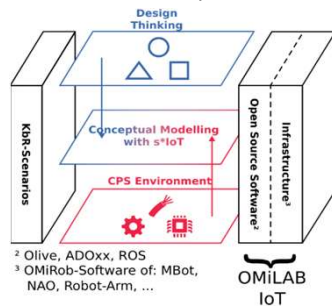 Design
Thinking
KbR-Scenarios
Conceptual Modelling
with s*IoT
CPS Environment
Open Source Software²
Infrastructure³
² Olive, ADOxx, ROS
³ OMiRob-Software of: MBot,
NAO, Robot-Arm, ...
OMiLAB
IoT